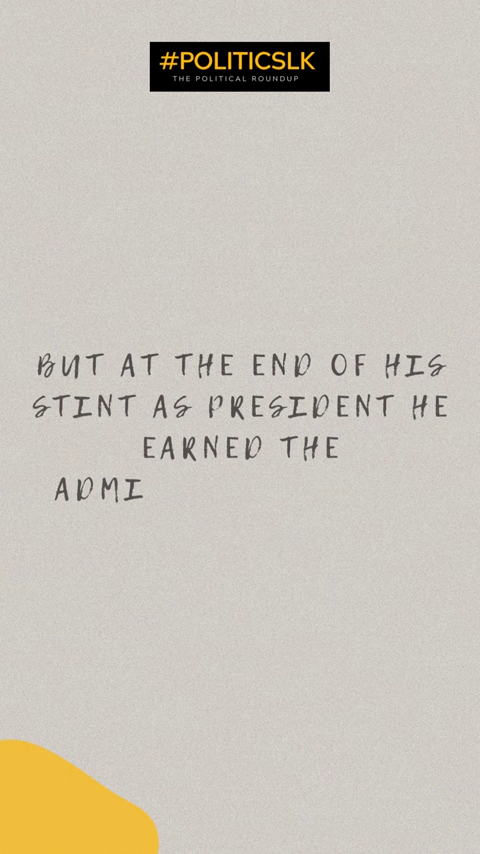 #POLITICSLK
THE POLITICAL ROUNDUP
BUT AT THE END OF HIS
STINT AS PRESIDENT HE
EARNED THE
ADMI